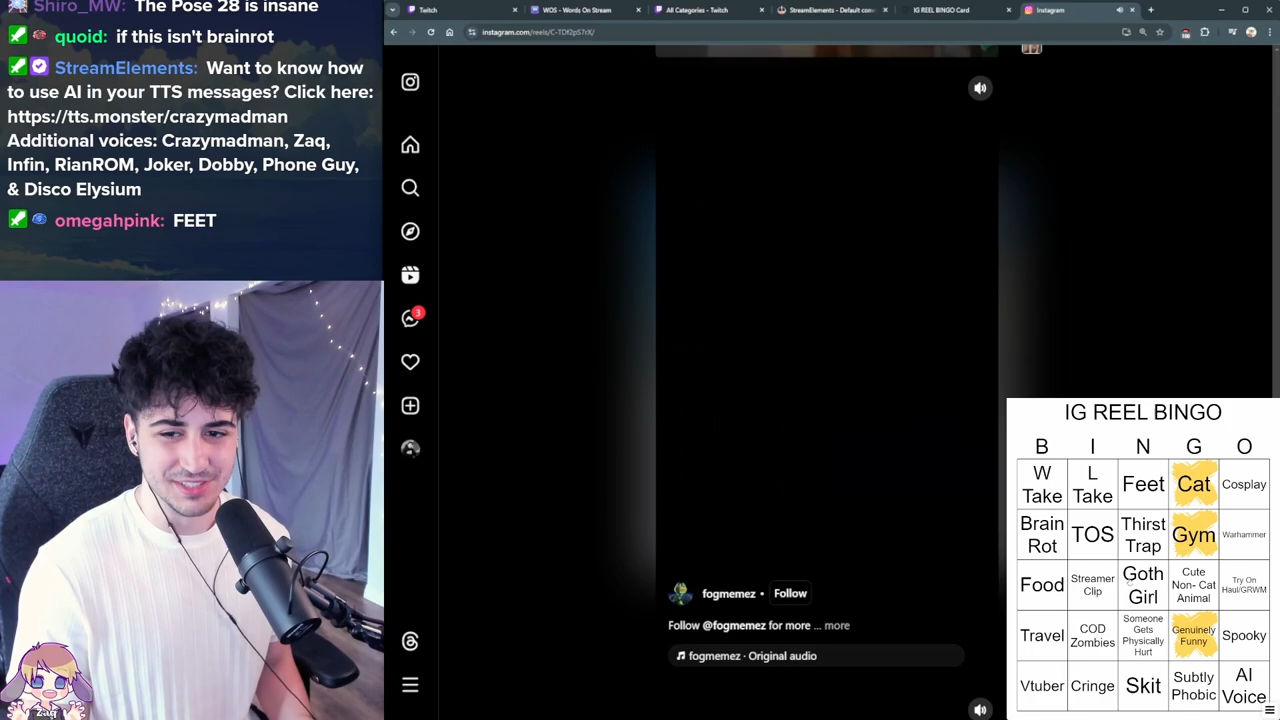 Shiro_MW: The Pose 28 is insane
quoid: if this isn't brainrot
StreamElements: Want to know how
to use AI in your TTS messages? Click here:
https://tts.monster/crazymadman
Additional voices: Crazymadman, Zaq,
Infin, RianROM, Joker, Dobby, Phone Guy,
& Disco Elysium
omegahpink: FEET
Zaq
Twitch
WOS - Words On Stream
All Categories - Twitch
StreamElements - Default com
IG REEL BINGO Card
Instagram
instagram.com/reels/C-TDf2pS7rX/
3
fogmemez • Follow
Follow @fogmemez for more ... more
fogmemez · Original audio
IG REEL BINGO
B I N G O
W Take
L Take
Feet
Cat
Cosplay
Brain Rot
TOS
Thirst Trap
Gym
Warhammer
Food
Streamer Clip
Goth Girl
Cute Non- Cat Animal
Try On Haul/GRWM
Travel
COD Zombies
Someone Gets Physically Hurt
Genuinely Funny
Spooky
Vtuber
Cringe
Skit
Subtly Phobic
AI Voice